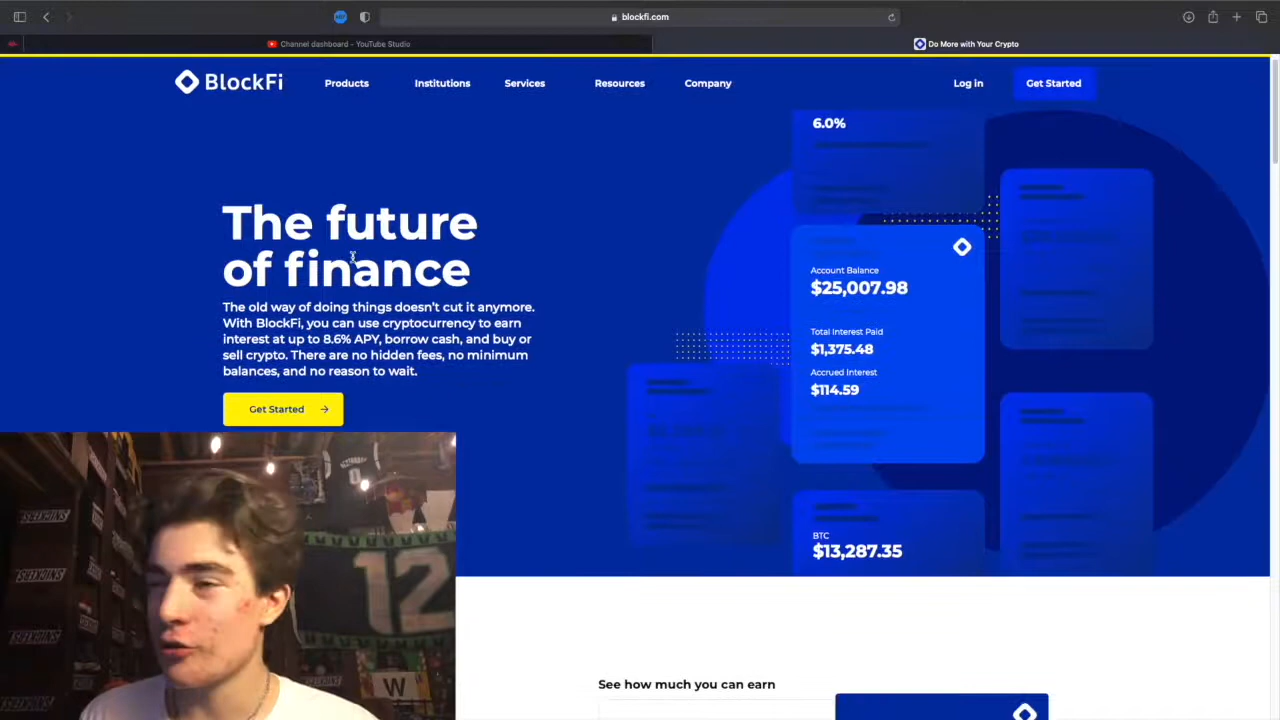 blockfi.com
Channel dashboard - YouTube Studio
Do More with Your Crypto
BlockFi
Products
Institutions
Services
Resources
Company
Log in
Get Started
The future
of finance
The old way of doing things doesn't cut it anymore.
With BlockFi, you can use cryptocurrency to earn
interest at up to 8.6% APY, borrow cash, and buy or
sell crypto. There are no hidden fees, no minimum
balances, and no reason to wait.
Get Started
6.0%
Account Balance
$25,007.98
Total Interest Paid
$1,375.48
Accrued Interest
$114.59
BTC
$13,287.35
0
12
W
See how much you can earn